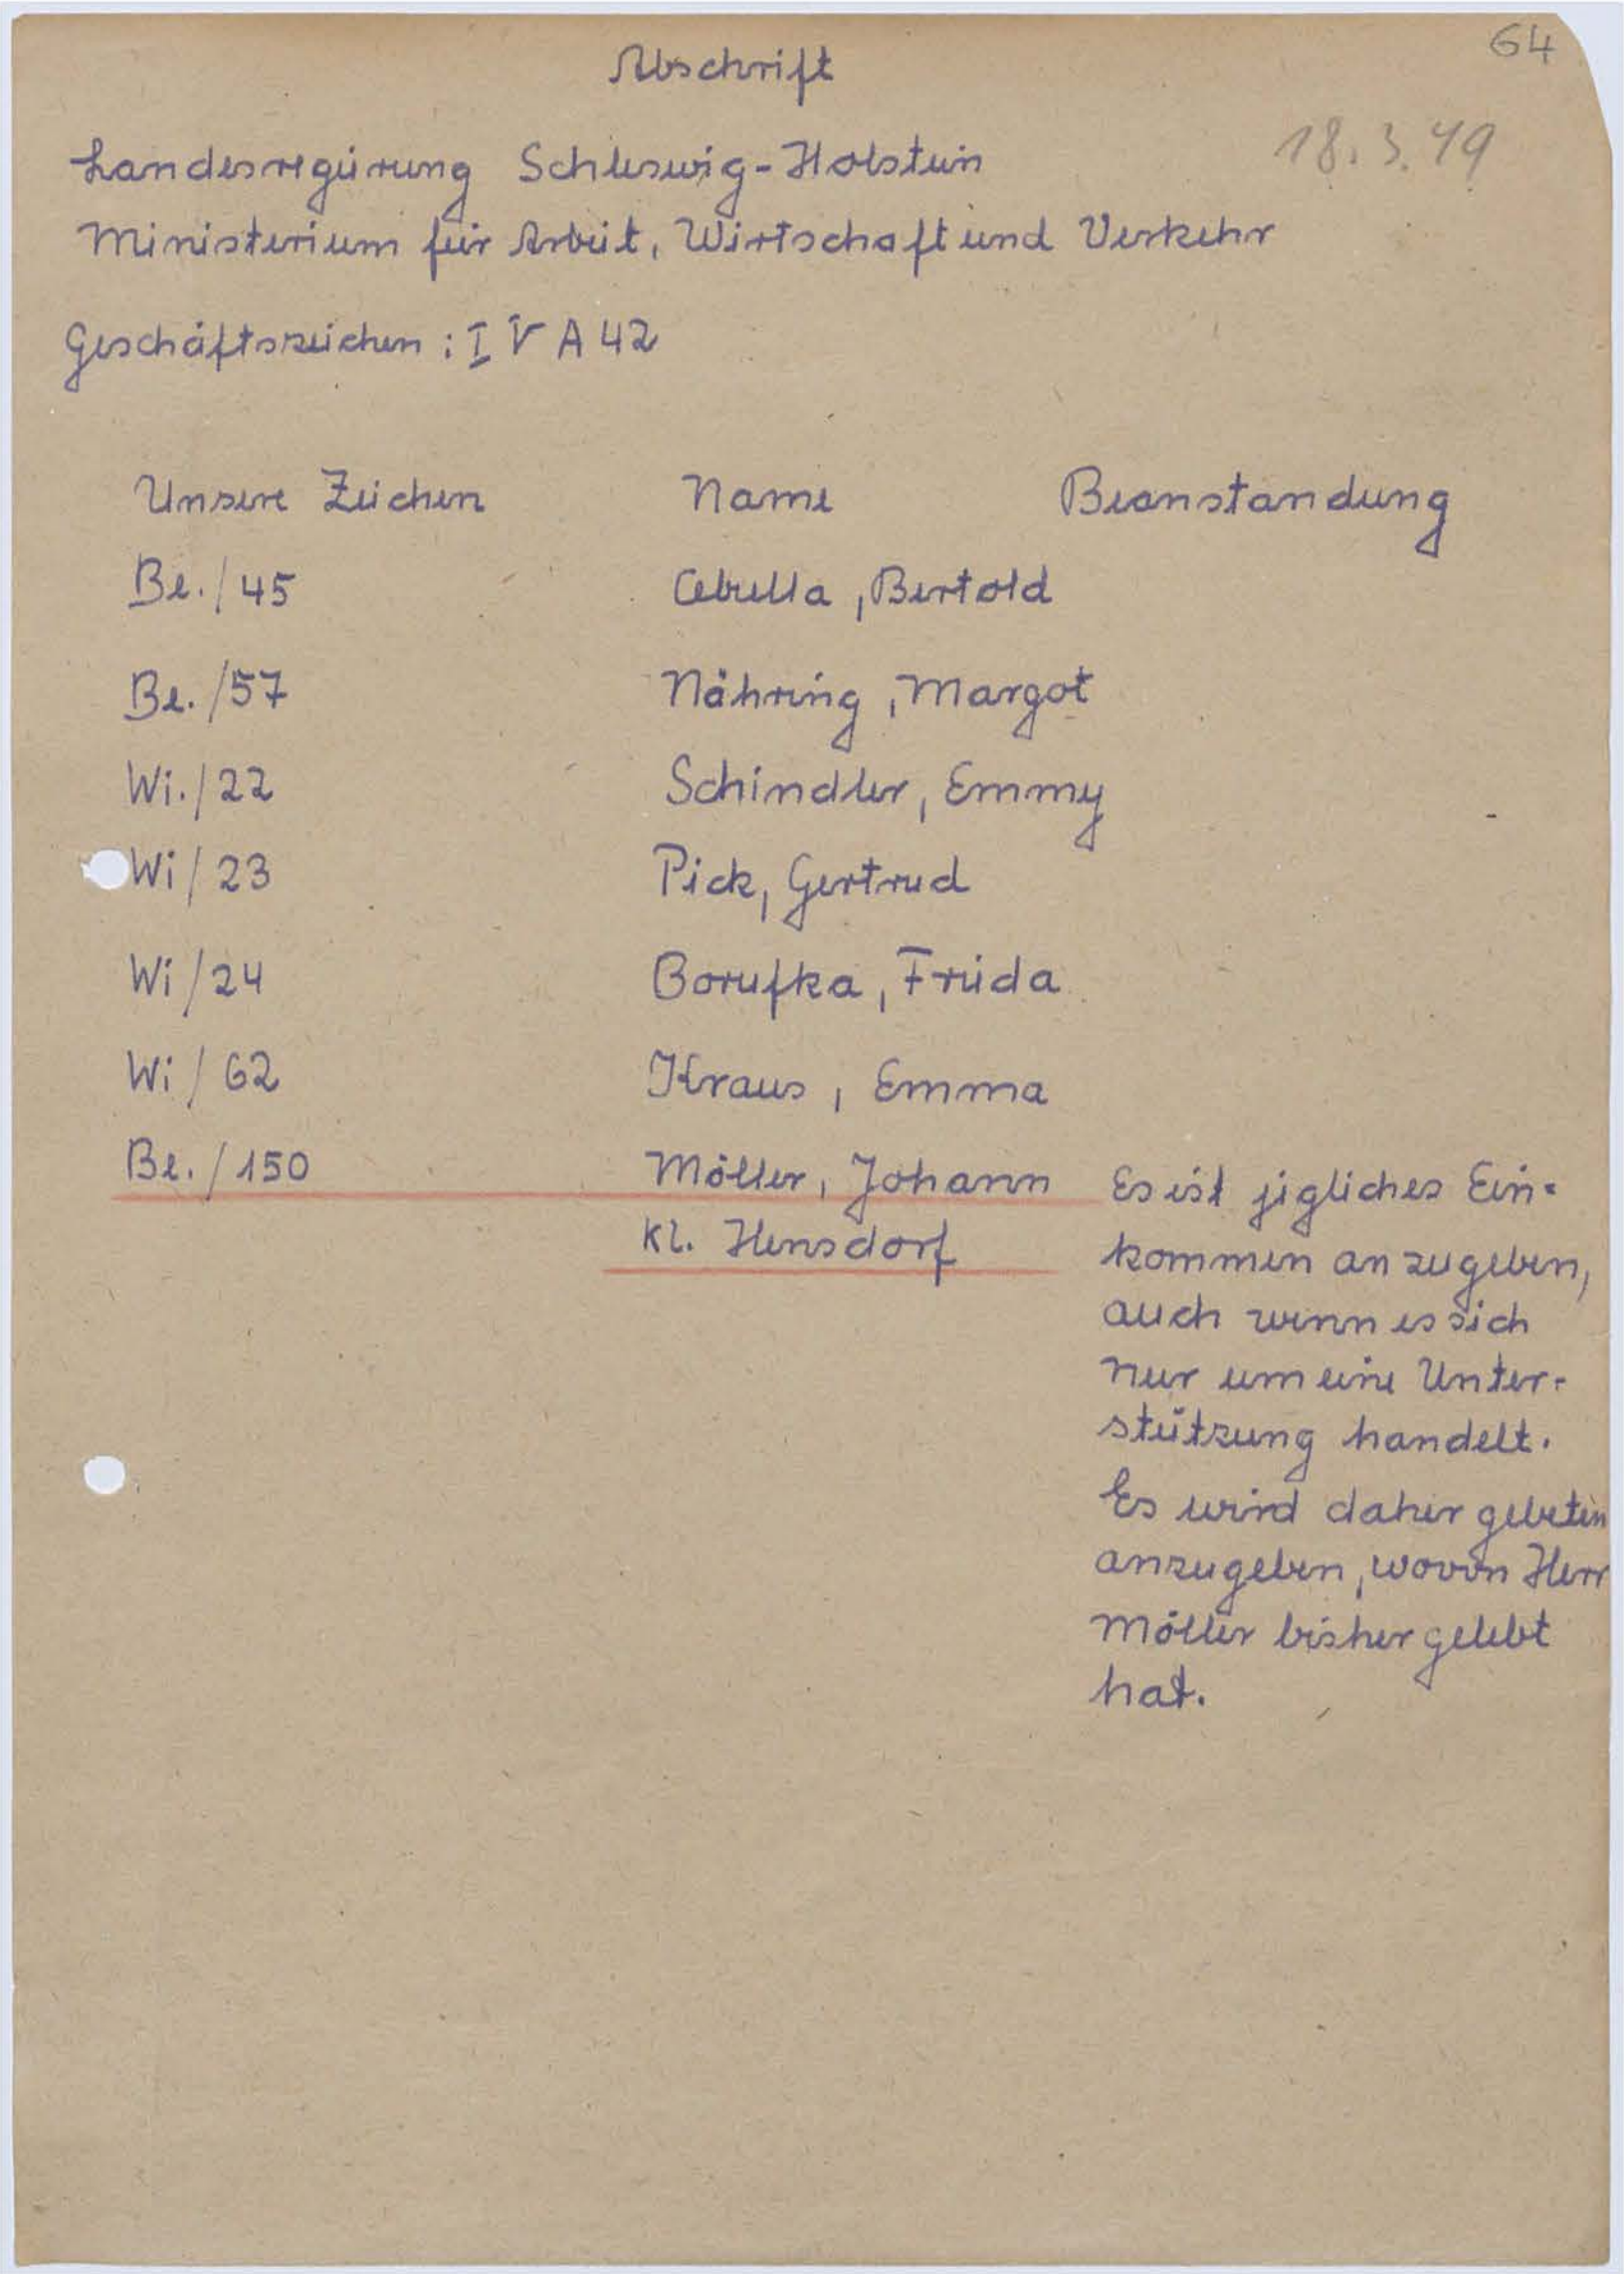 64
Abschrift
18.3.49
Landesregierung Schleswig-Holstein
Ministerium für Arbeit, Wirtschaft und Verkehr
Geschäftszeichen: IV A 42
Unsere Zeichen Name Beanstandung
Be./45 Cebulla, Bertold
Be./57 Nähring, Margot
Wi./22 Schindler, Emmy
Wi/23 Pick, Gertrud
Wi/24 Borufka, Frieda
Wi/62 Kraus, Emma
Be./150 Möller, Johann Es ist jegliches Ein-
Kl. Hensdorf kommen anzugeben,
auch wenn es sich
nur um eine Unter-
stützung handelt.
Es wird daher gebeten
anzugeben, wovon Herr
Möller bisher gelebt
hat.